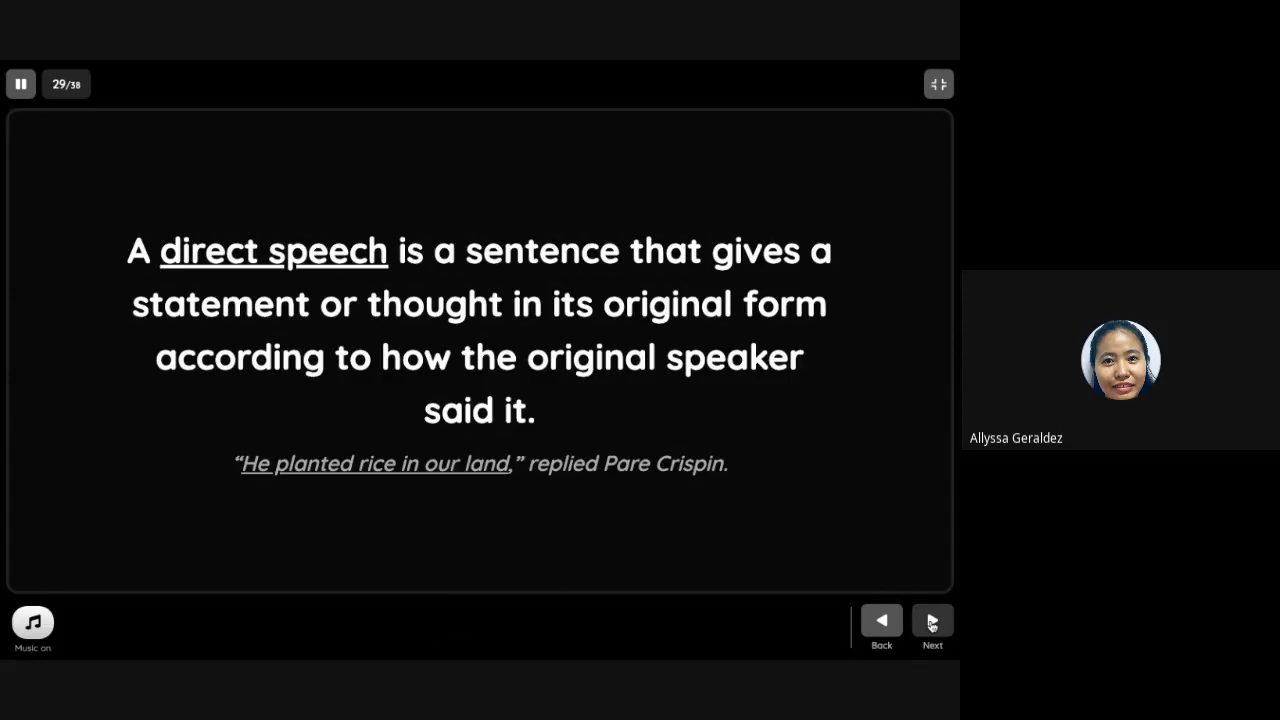 29/38
A direct speech is a sentence that gives a
statement or thought in its original form
according to how the original speaker
said it.
“He planted rice in our land,” replied Pare Crispin.
Allyssa Geraldez
Music on
Back
Next